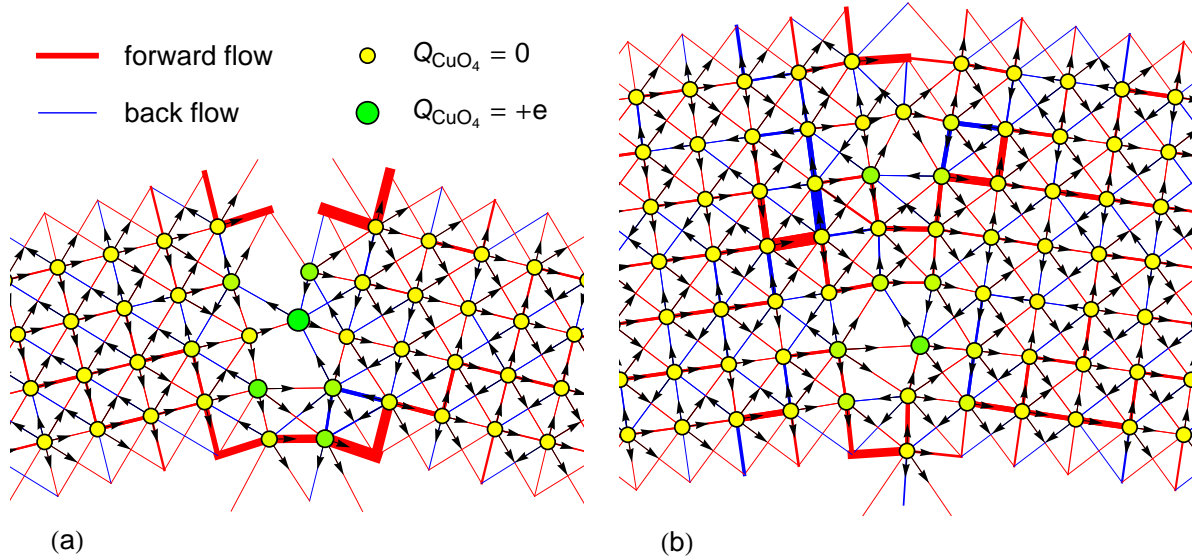 forward flow
Q_CuO₄ = 0
back flow
Q_CuO₄ = +e
(a)
(b)